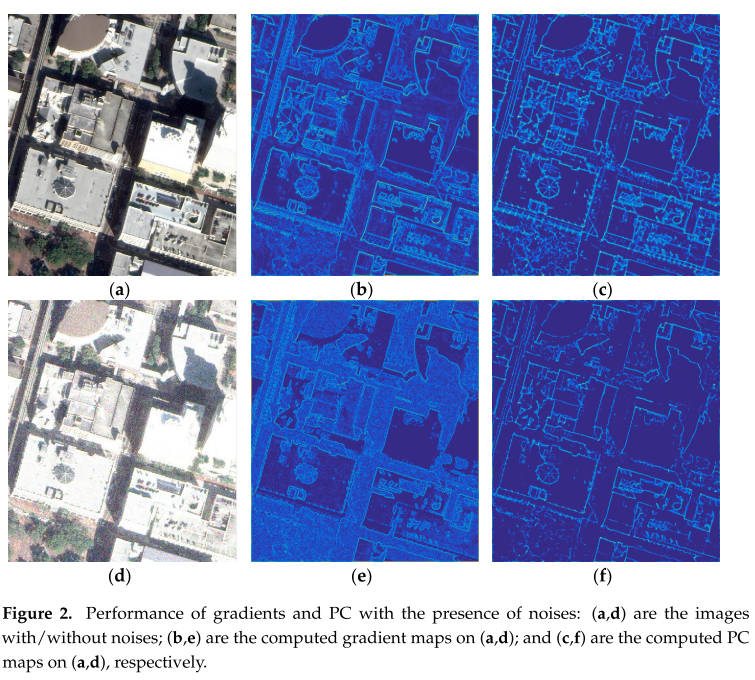 (a)
(b)
(c)
(d)
(e)
(f)
Figure 2. Performance of gradients and PC with the presence of noises: (a,d) are the images
with/without noises; (b,e) are the computed gradient maps on (a,d); and (c,f) are the computed PC
maps on (a,d), respectively.